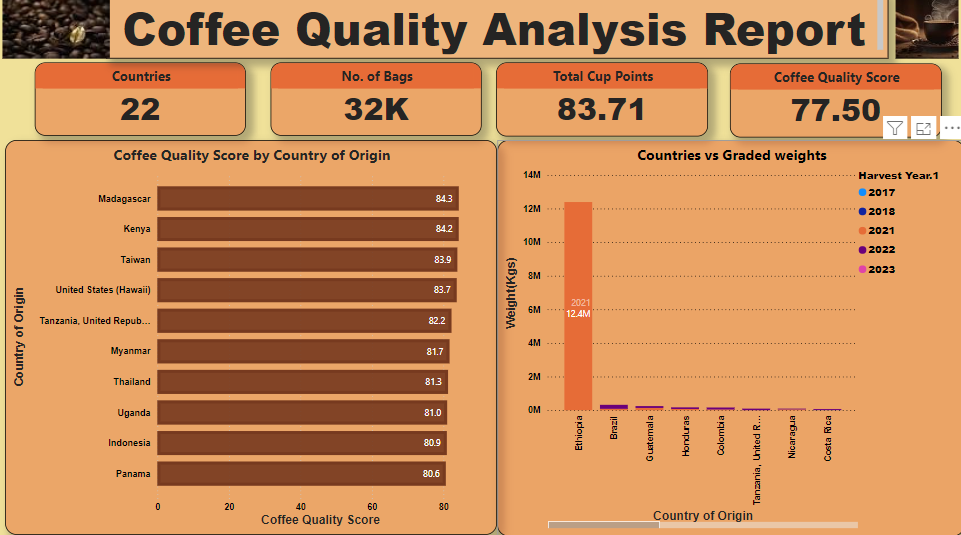 Coffee Quality Analysis Report
Countries
22
No. of Bags
32K
Total Cup Points
83.71
Coffee Quality Score
77.50
Coffee Quality Score by Country of Origin
Country of Origin
Madagascar 84.3
Kenya 84.2
Taiwan 83.9
United States (Hawaii) 83.7
Tanzania, United Repub... 82.2
Myanmar 81.7
Thailand 81.3
Uganda 81.0
Indonesia 80.9
Panama 80.6
0 20 40 60 80
Coffee Quality Score
Countries vs Graded weights
Weight(Kgs)
14M
12M
10M
8M
6M
4M
2M
0M
2021
12.4M
Ethiopia
Brazil
Guatemala
Honduras
Colombia
Tanzania, United R...
Nicaragua
Costa Rica
Country of Origin
Harvest Year.1
2017
2018
2021
2022
2023